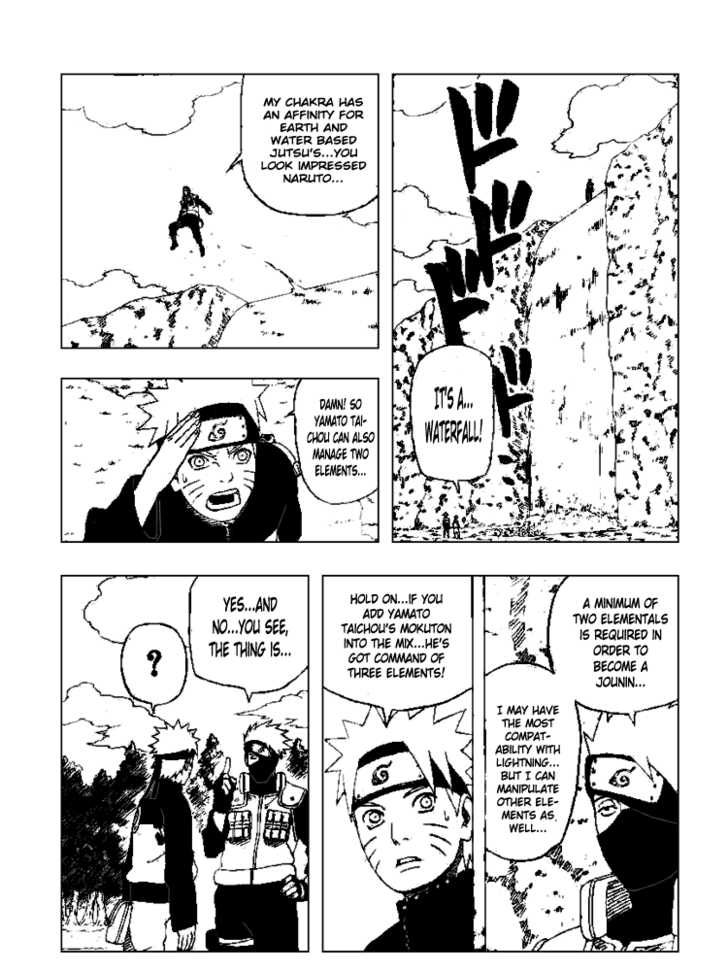 ドドドドド
IT'S A...
WATERFALL!
MY CHAKRA HAS
AN AFFINITY FOR
EARTH AND
WATER BASED
JUTSU'S...YOU
LOOK IMPRESSED
NARUTO...
DAMN! SO
YAMATO TAI-
CHOU CAN ALSO
MANAGE TWO
ELEMENTS...
A MINIMUM OF
TWO ELEMENTALS
IS REQUIRED IN
ORDER TO
BECOME A
JOUNIN...
I MAY HAVE
THE MOST
COMPAT-
ABILITY WITH
LIGHTNING...
BUT I CAN
MANIPULATE
OTHER ELE-
MENTS AS
WELL...
HOLD ON...IF YOU
ADD YAMATO
TAICHOU'S MOKUTON
INTO THE MIX...HE'S
GOT COMMAND OF
THREE ELEMENTS!
YES...AND
NO...YOU SEE,
THE THING IS...
?